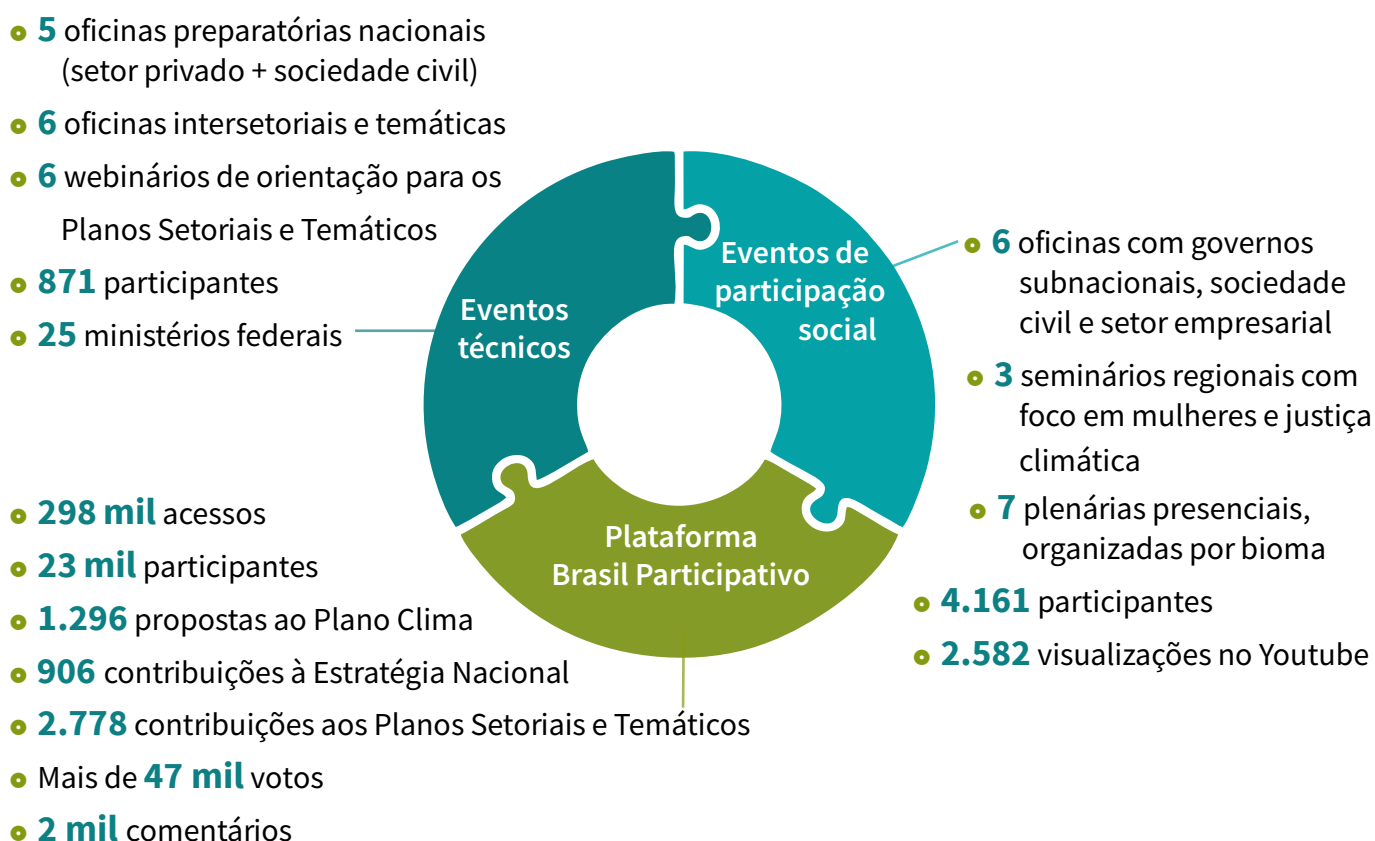 5 oficinas preparatórias nacionais
(setor privado + sociedade civil)
6 oficinas intersetoriais e temáticas
6 webinários de orientação para os
Planos Setoriais e Temáticos
871 participantes
25 ministérios federais
Eventos
técnicos
Eventos de
participação
social
6 oficinas com governos
subnacionais, sociedade
civil e setor empresarial
3 seminários regionais com
foco em mulheres e justiça
climática
7 plenárias presenciais,
organizadas por bioma
4.161 participantes
2.582 visualizações no Youtube
Plataforma
Brasil Participativo
298 mil acessos
23 mil participantes
1.296 propostas ao Plano Clima
906 contribuições à Estratégia Nacional
2.778 contribuições aos Planos Setoriais e Temáticos
Mais de 47 mil votos
2 mil comentários